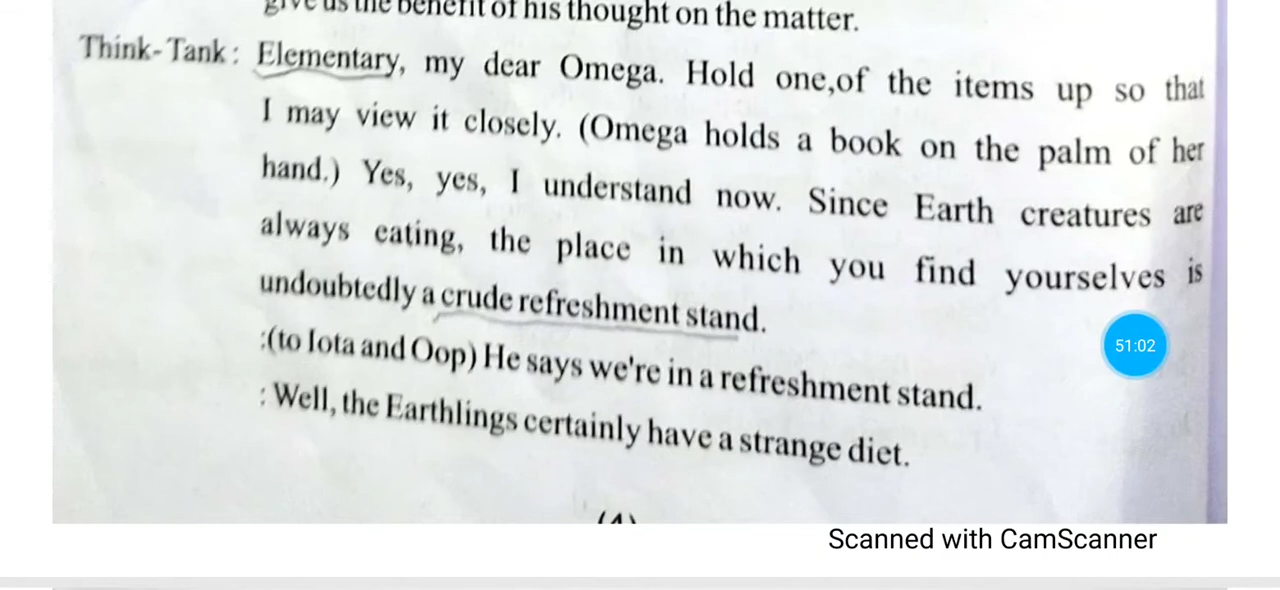 give us the benefit of his thought on the matter.
Think-Tank : Elementary, my dear Omega. Hold one,of the items up so that
I may view it closely. (Omega holds a book on the palm of her
hand.) Yes, yes, I understand now. Since Earth creatures are
always eating, the place in which you find yourselves is
undoubtedly a crude refreshment stand.
:(to Iota and Oop) He says we're in a refreshment stand.
: Well, the Earthlings certainly have a strange diet.
51:02
Scanned with CamScanner